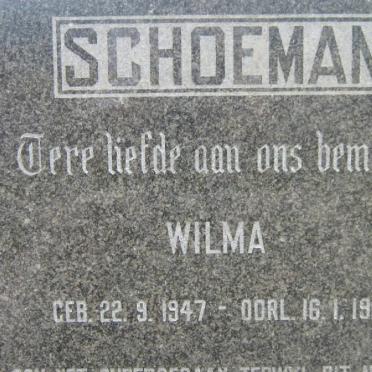 SCHOEMAN
Tere liefde aan ons bem
WILMA
GEB. 22. 9. 1947 - OORL. 16. 1. 19